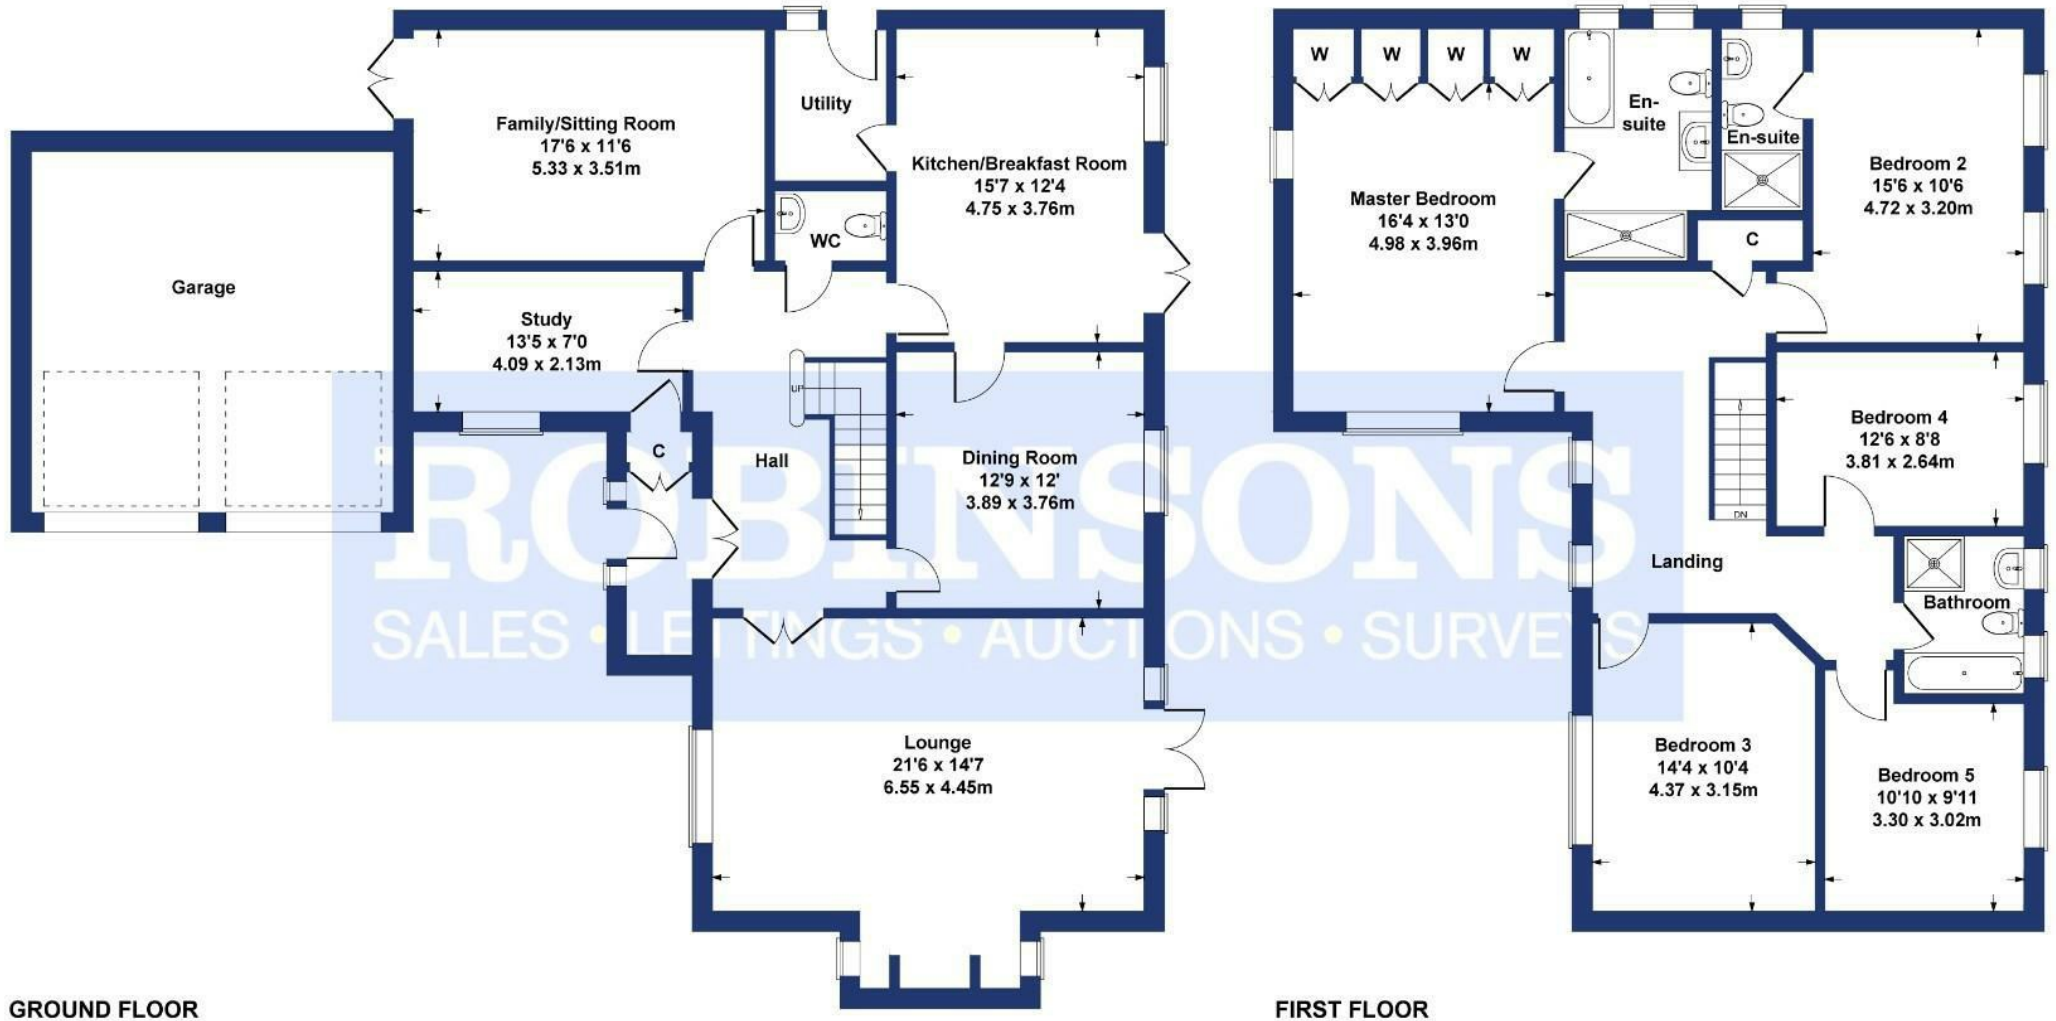 Family/Sitting Room
17'6 x 11'6
5.33 x 3.51m
Utility
Kitchen/Breakfast Room
15'7 x 12'4
4.75 x 3.76m
WC
Garage
Study
13'5 x 7'0
4.09 x 2.13m
UP
C
Hall
Dining Room
12'9 x 12'
3.89 x 3.76m
Lounge
21'6 x 14'7
6.55 x 4.45m
GROUND FLOOR
W
W
W
W
En-
suite
En-suite
Master Bedroom
16'4 x 13'0
4.98 x 3.96m
Bedroom 2
15'6 x 10'6
4.72 x 3.20m
C
Bedroom 4
12'6 x 8'8
3.81 x 2.64m
DN
Landing
Bathroom
Bedroom 3
14'4 x 10'4
4.37 x 3.15m
Bedroom 5
10'10 x 9'11
3.30 x 3.02m
FIRST FLOOR
ROBINSONS
SALES • LETTINGS • AUCTIONS • SURVEYS